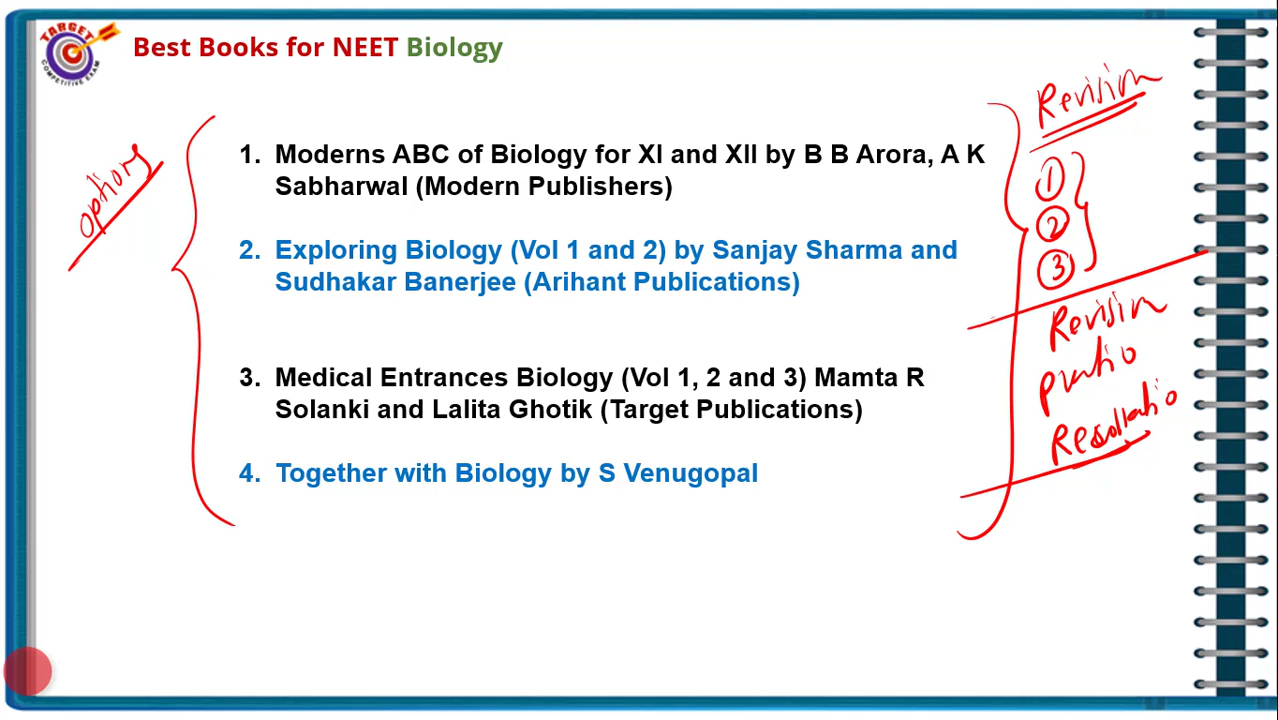 TARGET
COMPETITIVE EXAM
Best Books for NEET Biology
options
1. Moderns ABC of Biology for XI and XII by B B Arora, A K
Sabharwal (Modern Publishers)
2. Exploring Biology (Vol 1 and 2) by Sanjay Sharma and
Sudhakar Banerjee (Arihant Publications)
3. Medical Entrances Biology (Vol 1, 2 and 3) Mamta R
Solanki and Lalita Ghotik (Target Publications)
4. Together with Biology by S Venugopal
Revision
1
2
3
Revision